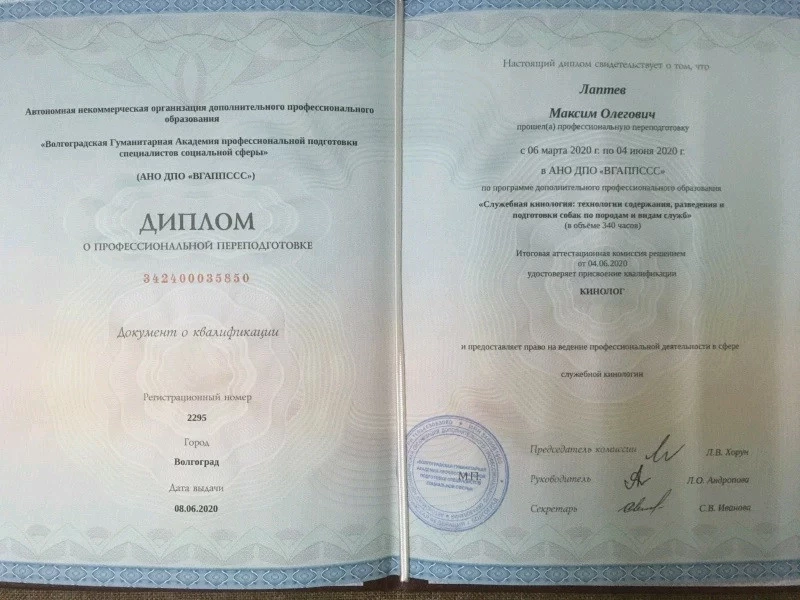 Автономная некоммерческая организация дополнительного профессионального
образования
«Волгоградская Гуманитарная Академия профессиональной подготовки
специалистов социальной сферы»
(АНО ДПО «ВГАППССС»)
ДИПЛОМ
О ПРОФЕССИОНАЛЬНОЙ ПЕРЕПОДГОТОВКЕ
342400035850
Документ о квалификации
Регистрационный номер
2295
Город
Волгоград
Дата выдачи
08.06.2020
Настоящий диплом свидетельствует о том, что
Лаптев
Максим Олегович
прошел(а) профессиональную переподготовку
с 06 марта 2020 г. по 04 июня 2020 г.
в АНО ДПО «ВГАППССС»
по программе дополнительного профессионального образования
«Служебная кинология: технологии содержания, разведения и
подготовки собак по породам и видам служб»
(в объёме 340 часов)
Итоговая аттестационная комиссия решением
от 04.06.2020
удостоверяет присвоение квалификации
КИНОЛОГ
и предоставляет право на ведение профессиональной деятельности в сфере
служебной кинологии
Председатель комиссии Л.В. Хорун
М.П.
Руководитель Л.О. Андропова
Секретарь С.В. Иванова